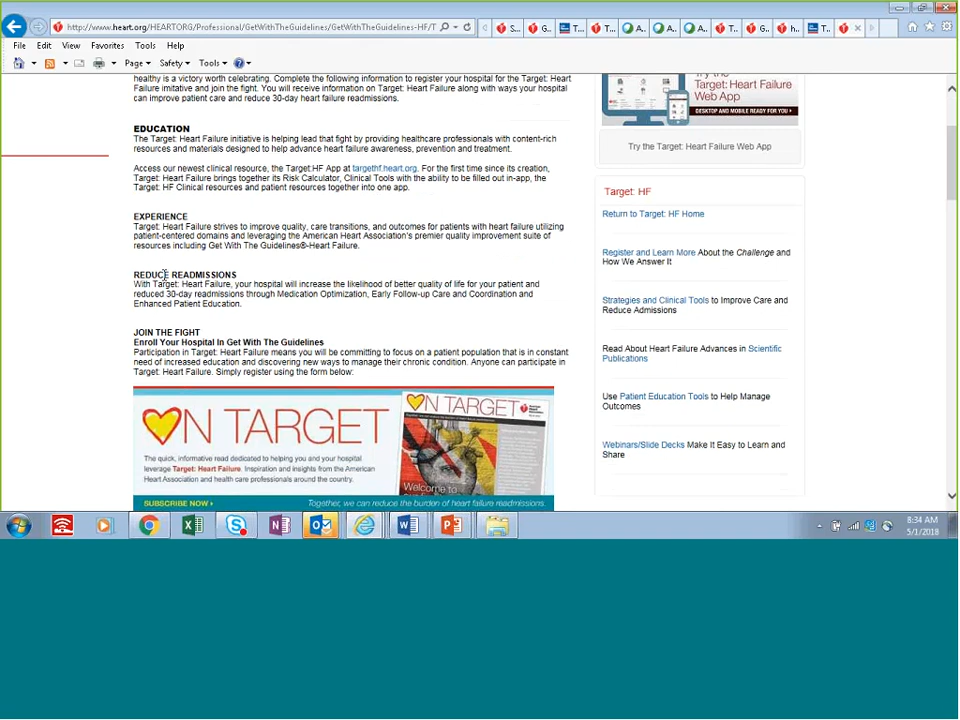 http://www.heart.org/HEARTORG/Professional/GetWithTheGuidelines/GetWithTheGuidelines-HF/T
S...
G..
T...
T...
A..
A..
A..
T..
G..
h..
T..
File Edit View Favorites Tools Help
Page Safety Tools
healthy is a victory worth celebrating. Complete the following information to register your hospital for the Target: Heart
Failure imitative and join the fight. You will receive information on Target: Heart Failure along with ways your hospital
can improve patient care and reduce 30-day heart failure readmissions.
EDUCATION
The Target: Heart Failure initiative is helping lead that fight by providing healthcare professionals with content-rich
resources and materials designed to help advance heart failure awareness, prevention and treatment.
Access our newest clinical resource, the Target:HF App at targethf.heart.org. For the first time since its creation,
Target: Heart Failure brings together its Risk Calculator, Clinical Tools with the ability to be filled out in-app, the
Target: HF Clinical resources and patient resources together into one app.
EXPERIENCE
Target: Heart Failure strives to improve quality, care transitions, and outcomes for patients with heart failure utilizing
patient-centered domains and leveraging the American Heart Association's premier quality improvement suite of
resources including Get With The Guidelines®-Heart Failure.
REDUCE READMISSIONS
With Target: Heart Failure, your hospital will increase the likelihood of better quality of life for your patient and
reduced 30-day readmissions through Medication Optimization, Early Follow-up Care and Coordination and
Enhanced Patient Education.
JOIN THE FIGHT
Enroll Your Hospital In Get With The Guidelines
Participation in Target: Heart Failure means you will be committing to focus on a patient population that is in constant
need of increased education and discovering new ways to manage their chronic condition. Anyone can participate in
Target: Heart Failure. Simply register using the form below:
ON TARGET
The quick, informative read dedicated to helping you and your hospital
leverage Target: Heart Failure. Inspiration and insights from the American
Heart Association and health care professionals around the country.
SUBSCRIBE NOW
Together, we can reduce the burden of heart failure readmissions.
ON TARGET
Welcome to
Try the
Target: Heart Failure
Web App
DESKTOP AND MOBILE READY FOR YOU
Try the Target: Heart Failure Web App
Target: HF
Return to Target: HF Home
Register and Learn More About the Challenge and
How We Answer It
Strategies and Clinical Tools to Improve Care and
Reduce Admissions
Read About Heart Failure Advances in Scientific
Publications
Use Patient Education Tools to Help Manage
Outcomes
Webinars/Slide Decks Make It Easy to Learn and
Share
8:34 AM
5/1/2018